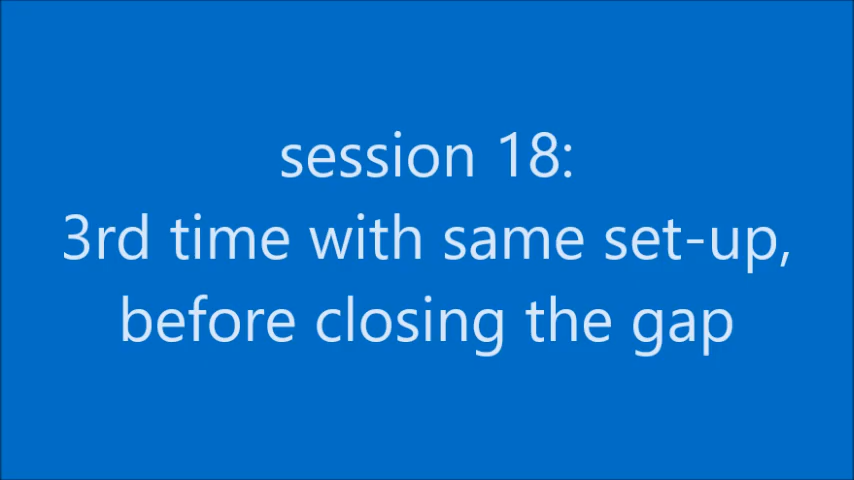 session 18:
3rd time with same set-up,
before closing the gap